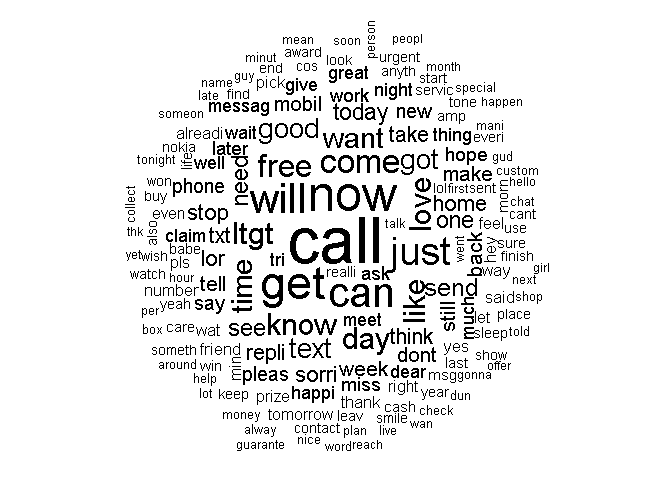 mean soon person peopl
minut award look urgent
end cos anyth month
name guy pick give great start
late find work night servic special
someon messag mobil today new tone happen
alreadi wait good want take thing amp mani
nokia later everi
tonight life well need free come got hope gud
won phone make custom
buy will now love lol first sent hello
collect even stop home morn chat
thk also claim txt ltgt call talk one feel cant
babe just went hey back use
yet wish lor tri sure
pls realli finish
watch hour tell time get can ask like send way girl
number next
per yeah say said shop
box care wat see know meet day think still much let place
sleep told
someth friend mind repli text dont yes show
around win pleas sorri week dear last offer
help miss msg gonna
lot keep prize happi right year dun
thank cash
money tomorrow leav smile check
alway contact plan live wan
guarante nice word reach